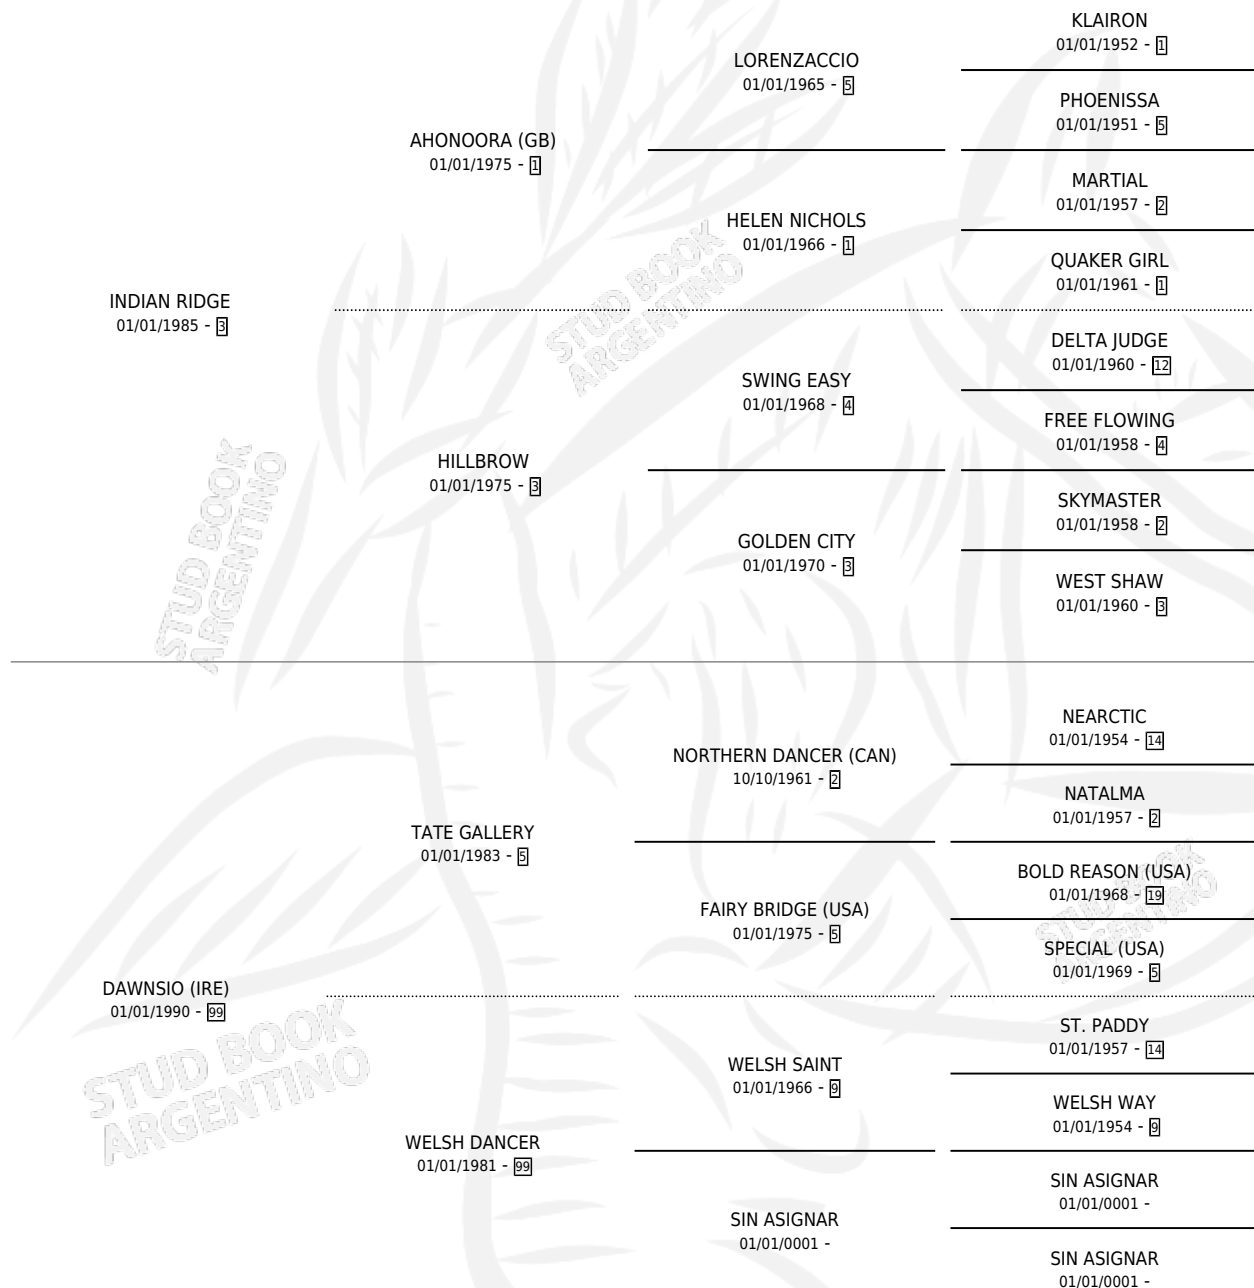 KLAIRON
01/01/1952 - 1
LORENZACCIO
01/01/1965 - 5
PHOENISSA
01/01/1951 - 5
AHONOORA (GB)
01/01/1975 - 1
MARTIAL
01/01/1957 - 2
HELEN NICHOLS
01/01/1966 - 1
QUAKER GIRL
01/01/1961 - 1
INDIAN RIDGE
01/01/1985 - 3
DELTA JUDGE
01/01/1960 - 12
SWING EASY
01/01/1968 - 4
FREE FLOWING
01/01/1958 - 4
HILLBROW
01/01/1975 - 3
SKYMASTER
01/01/1958 - 2
GOLDEN CITY
01/01/1970 - 3
WEST SHAW
01/01/1960 - 3
NEARCTIC
01/01/1954 - 14
NORTHERN DANCER (CAN)
10/10/1961 - 2
NATALMA
01/01/1957 - 2
TATE GALLERY
01/01/1983 - 5
BOLD REASON (USA)
01/01/1968 - 19
FAIRY BRIDGE (USA)
01/01/1975 - 5
SPECIAL (USA)
01/01/1969 - 5
DAWNSIO (IRE)
01/01/1990 - 99
ST. PADDY
01/01/1957 - 14
WELSH SAINT
01/01/1966 - 9
WELSH WAY
01/01/1954 - 9
WELSH DANCER
01/01/1981 - 99
SIN ASIGNAR
01/01/0001 -
SIN ASIGNAR
01/01/0001 -
SIN ASIGNAR
01/01/0001 -
STUD BOOK
ARGENTINO
STUD BOOK
ARGENTINO
STUD BOOK
ARGENTINO
STUD BOOK
ARGENTINO